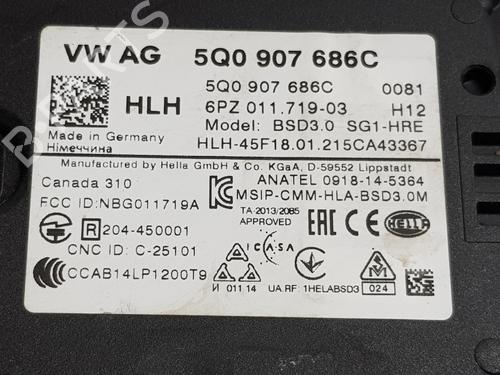 VW AG 5Q0 907 686C
5Q0 907 686C 0081
HLH 6PZ 011.719-03 H12
Model: BSD3.0 SG1-HRE
Made in Germany HLH-45F18.01.215CA43367
Німеччина
Manufactured by Hella GmbH & Co. KGaA, D-59552 Lippstadt
Canada 310 ANATEL 0918-14-5364
FCC ID:NBG011719A MSIP-CMM-HLA-BSD3.0M
TA-2013/2085
APPROVED
R 204-450001
ICASA
HELLA
CNC ID: C-25101
CCAB14LP1200T9
И 011 14 UA.RF: 1HELABSD3 024